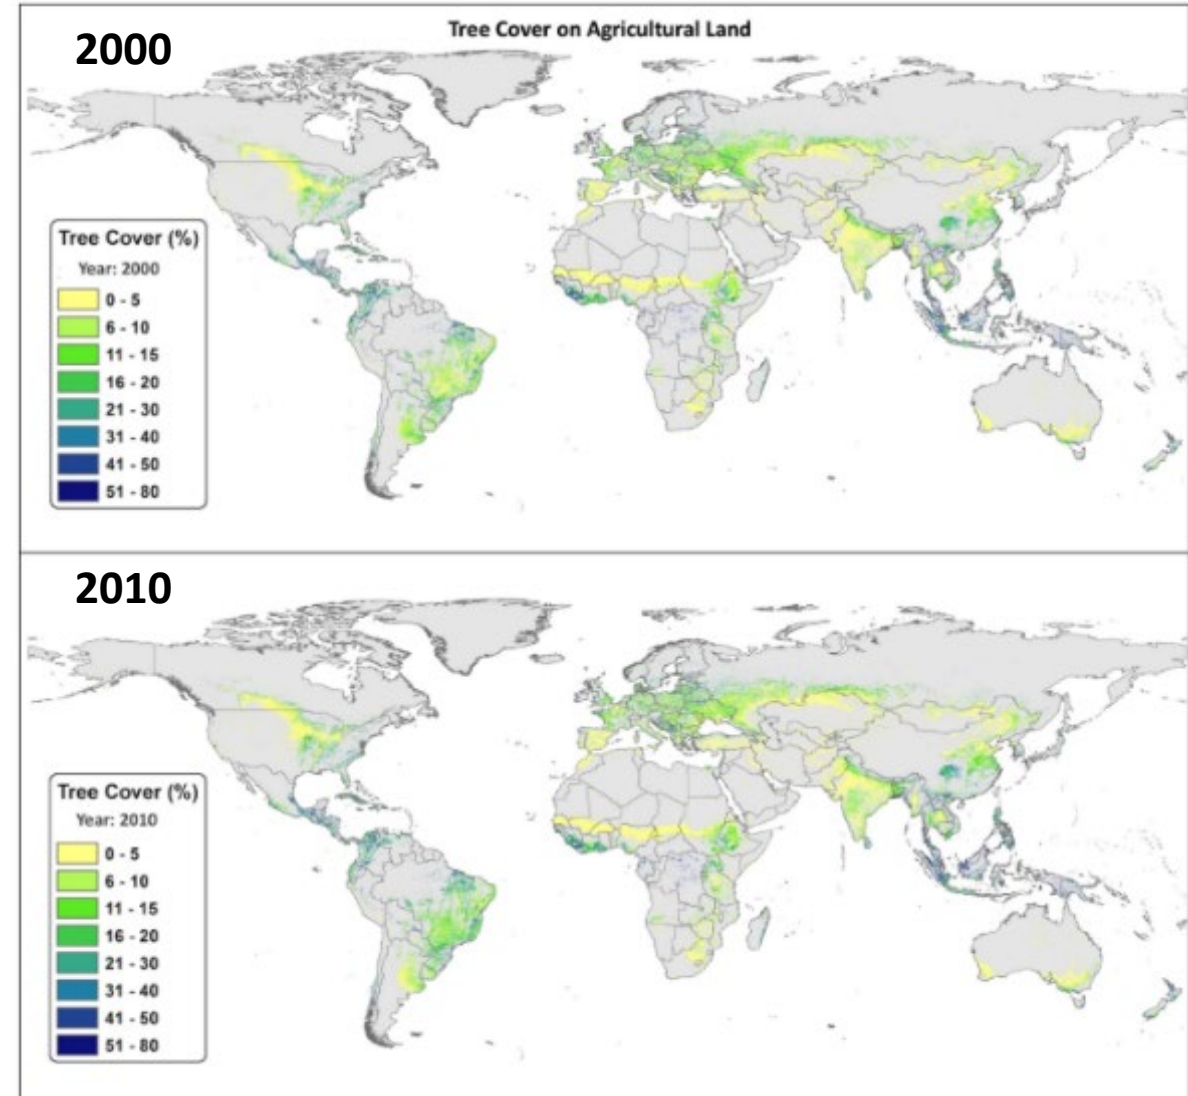 Tree Cover on Agricultural Land
2000
Tree Cover (%)
Year: 2000
0 - 5
6 - 10
11 - 15
16 - 20
21 - 30
31 - 40
41 - 50
51 - 80
2010
Tree Cover (%)
Year: 2010
0 - 5
6 - 10
11 - 15
16 - 20
21 - 30
31 - 40
41 - 50
51 - 80